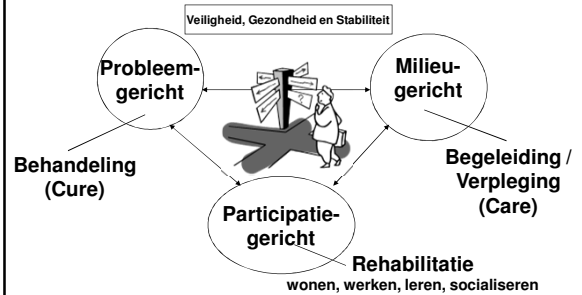 Veiligheid, Gezondheid en Stabiliteit
Probleem-
gericht
Milieu-
gericht
?
Behandeling
(Cure)
Begeleiding /
Verpleging
(Care)
Participatie-
gericht
Rehabilitatie
wonen, werken, leren, socialiseren